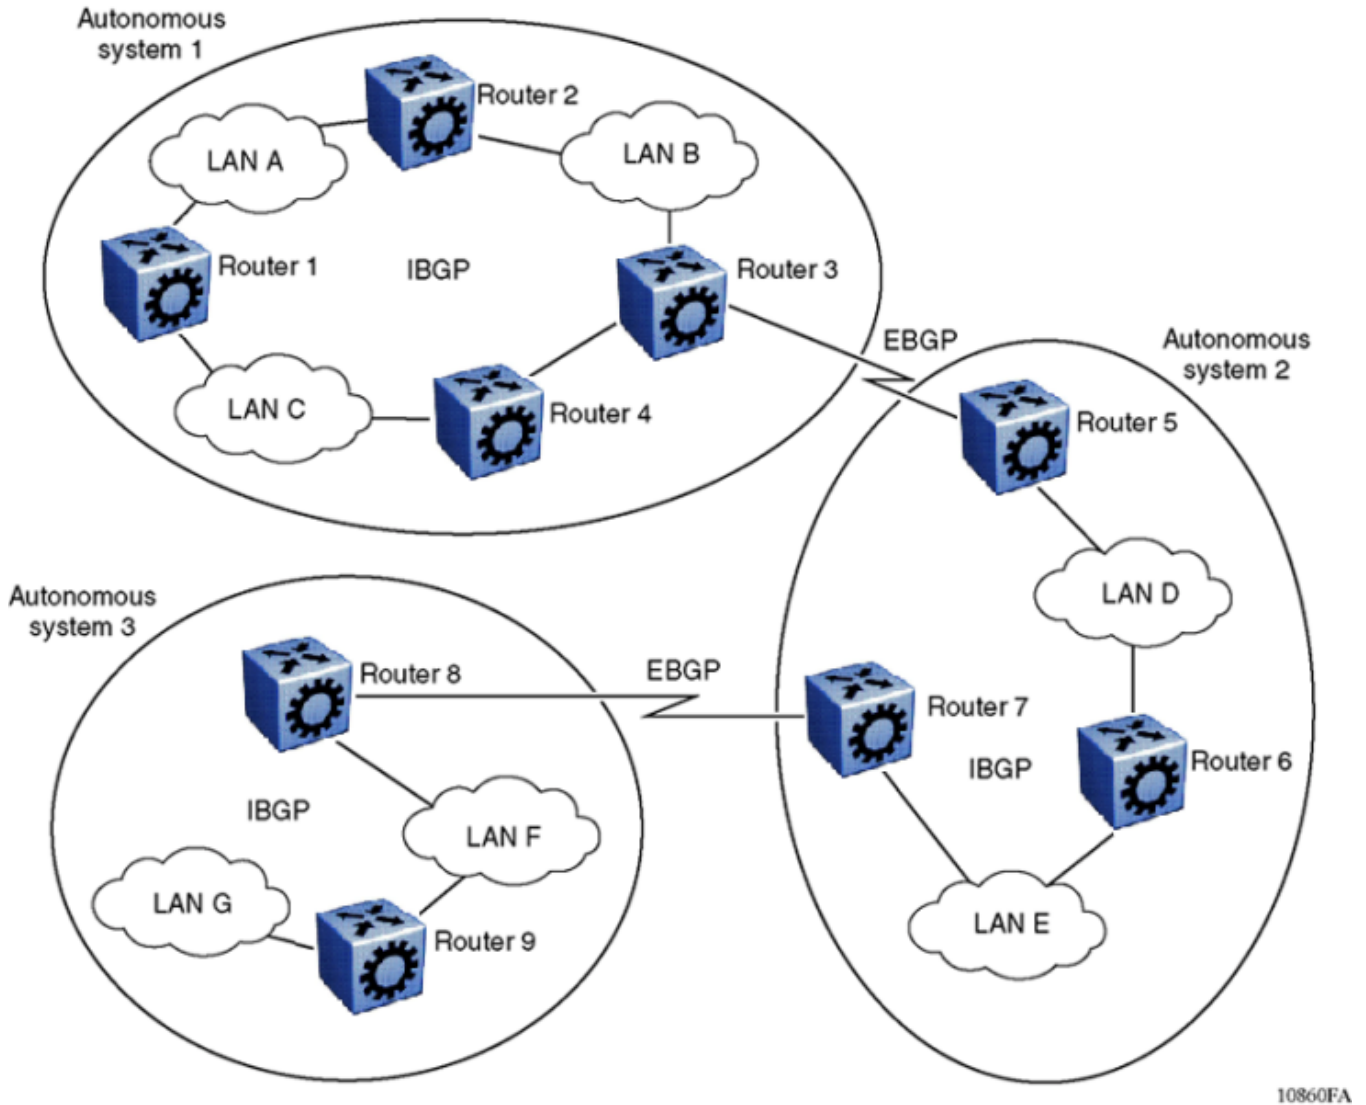 Autonomous
system 1
Router 2
LAN A
LAN B
Router 1
IBGP
Router 3
EBGP
Autonomous
system 2
LAN C
Router 4
Router 5
LAN D
Autonomous
system 3
Router 8
EBGP
Router 7
IBGP
Router 6
IBGP
LAN F
LAN G
Router 9
LAN E
10860FA